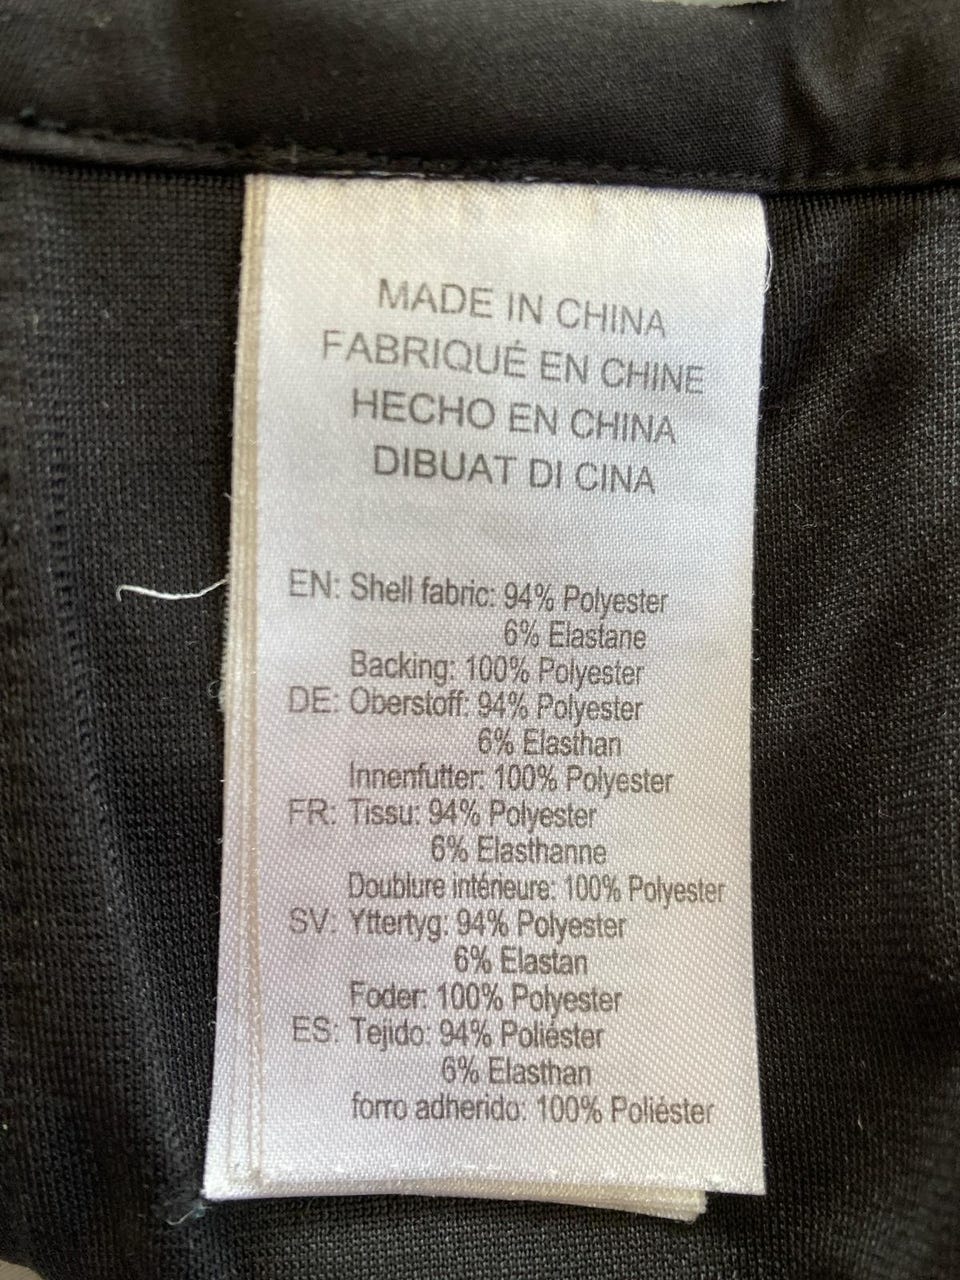 MADE IN CHINA
FABRIQUÉ EN CHINE
HECHO EN CHINA
DIBUAT DI CINA
EN: Shell fabric: 94% Polyester
6% Elastane
Backing: 100% Polyester
DE: Oberstoff: 94% Polyester
6% Elasthan
Innenfutter: 100% Polyester
FR: Tissu: 94% Polyester
6% Elasthanne
Doublure intérieure: 100% Polyester
SV: Yttertyg: 94% Polyester
6% Elastan
Foder: 100% Polyester
ES: Tejido: 94% Poliéster
6% Elasthan
forro adherido: 100% Poliéster